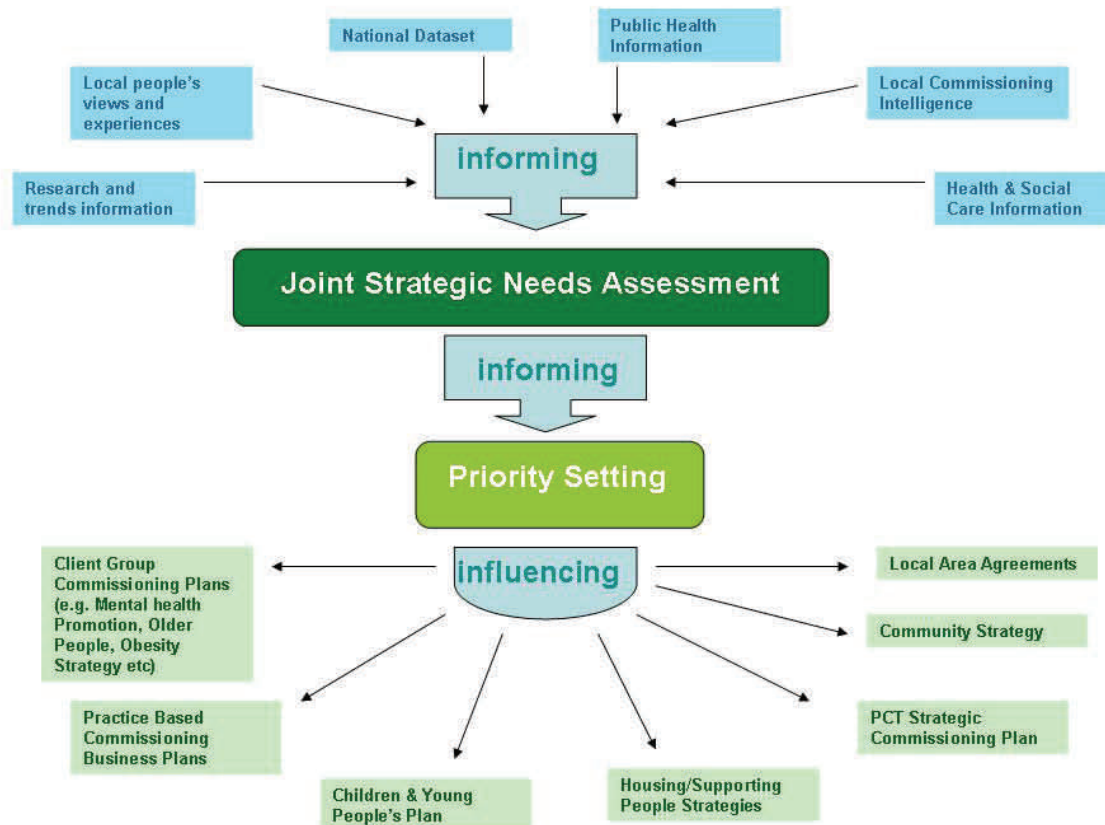 National Dataset
Public Health
Information
Local people's
views and
experiences
Local Commissioning
Intelligence
informing
Research and
trends information
Health & Social
Care Information
Joint Strategic Needs Assessment
informing
Priority Setting
influencing
Client Group
Commissioning Plans
(e.g. Mental health
Promotion, Older
People, Obesity
Strategy etc)
Local Area Agreements
Community Strategy
Practice Based
Commissioning
Business Plans
PCT Strategic
Commissioning Plan
Children & Young
People's Plan
Housing/Supporting
People Strategies